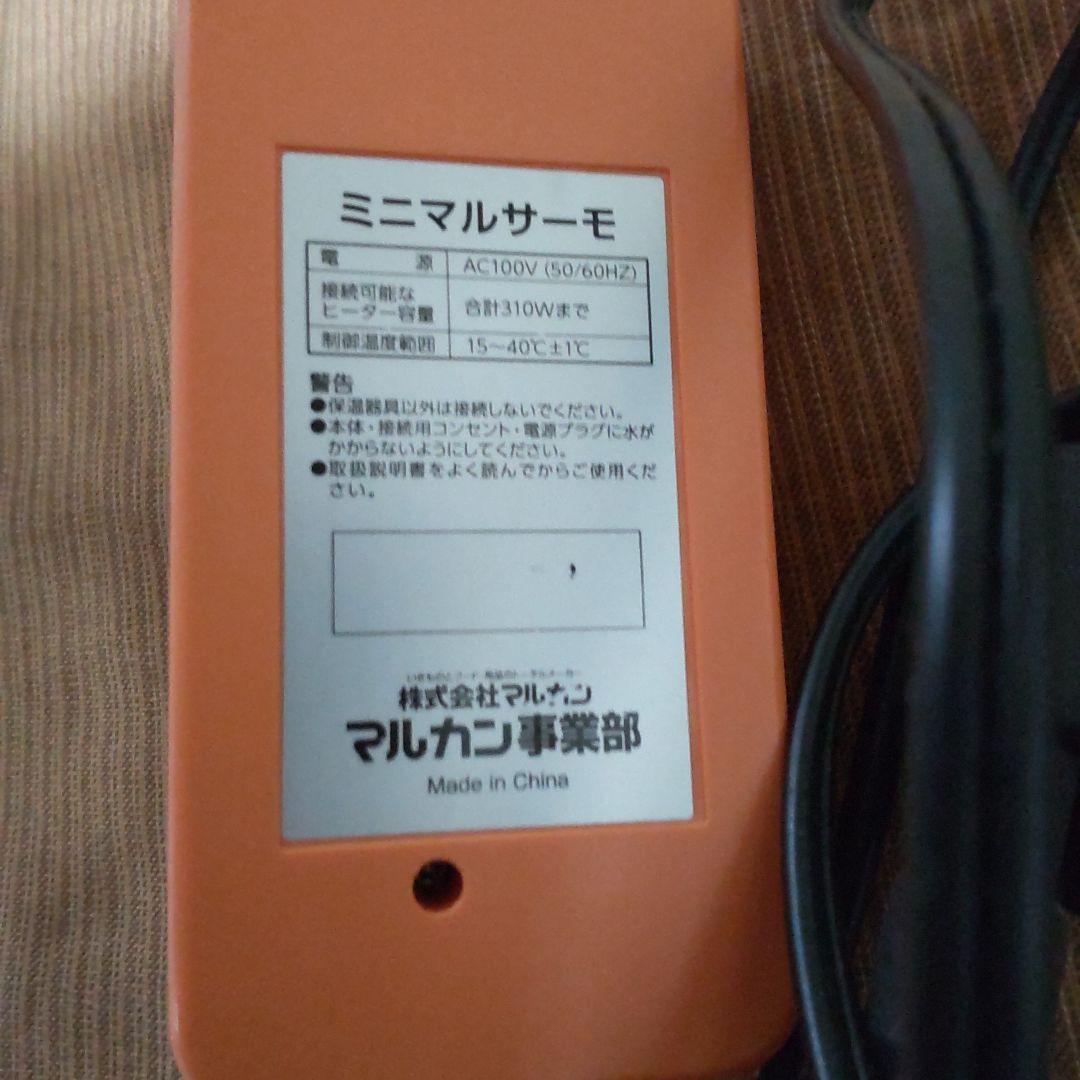 ミニマルサーモ
電源 AC100V (50/60HZ)
接続可能な
ヒーター容量 合計310Wまで
制御温度範囲 15～40℃±1℃
警告
●保温器具以外は接続しないでください。
●本体・接続用コンセント・電源プラグに水が
かからないようにしてください。
●取扱説明書をよく読んでからご使用くだ
さい。
株式会社マルカン
マルカン事業部
Made in China